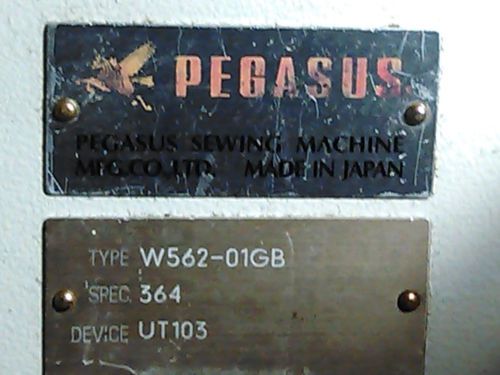 PEGASUS
PEGASUS SEWING MACHINE
MFG.CO.,LTD. MADE IN JAPAN
TYPE W562-01GB
SPEC. 364
DEVICE UT103